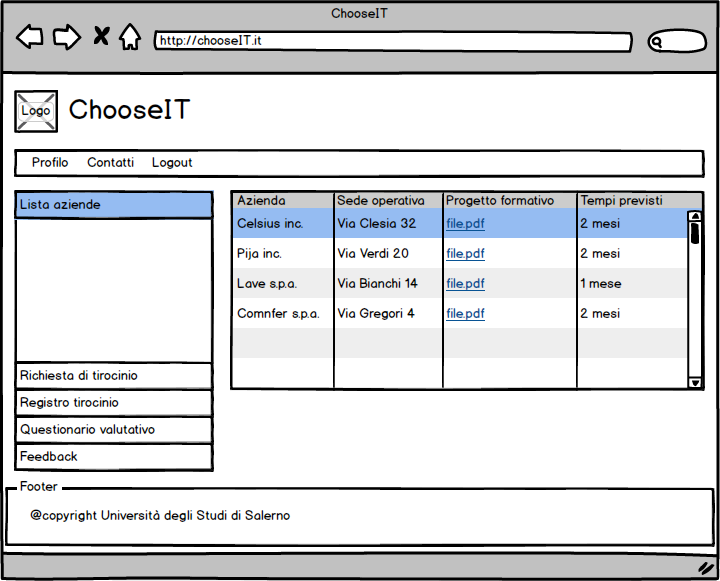 ChooseIT
http://chooseIT.it
Logo
ChooseIT
Profilo Contatti Logout
Lista aziende
Richiesta di tirocinio
Registro tirocinio
Questionario valutativo
Feedback
Azienda Sede operativa Progetto formativo Tempi previsti
Celsius inc. Via Clesia 32 file.pdf 2 mesi
Pija inc. Via Verdi 20 file.pdf 2 mesi
Lave s.p.a. Via Bianchi 14 file.pdf 1 mese
Comnfer s.p.a. Via Gregori 4 file.pdf 2 mesi
Footer
@copyright Università degli Studi di Salerno